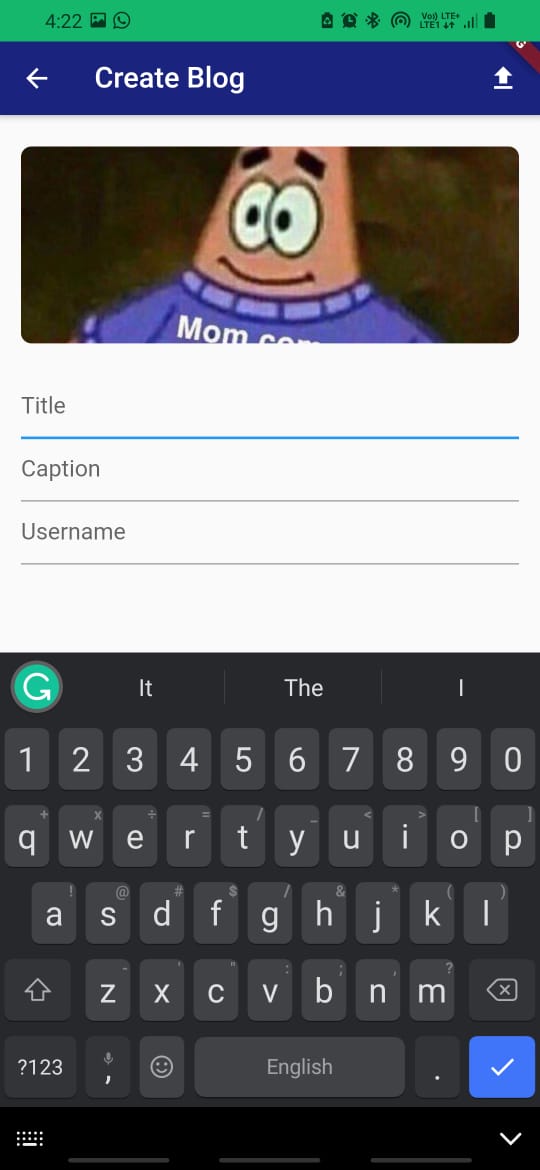 4:22 Vo)) LTE+
LTE1
Create Blog
G
Mom com
Title
Caption
Username
It The I
1 2 3 4 5 6 7 8 9 0
+ x ÷ = / _ < > [ ]
q w e r t y u i o p
! @ # $ / & * ( )
a s d f g h j k l
- ' " : ; , ?
z x c v b n m
?123 , English .